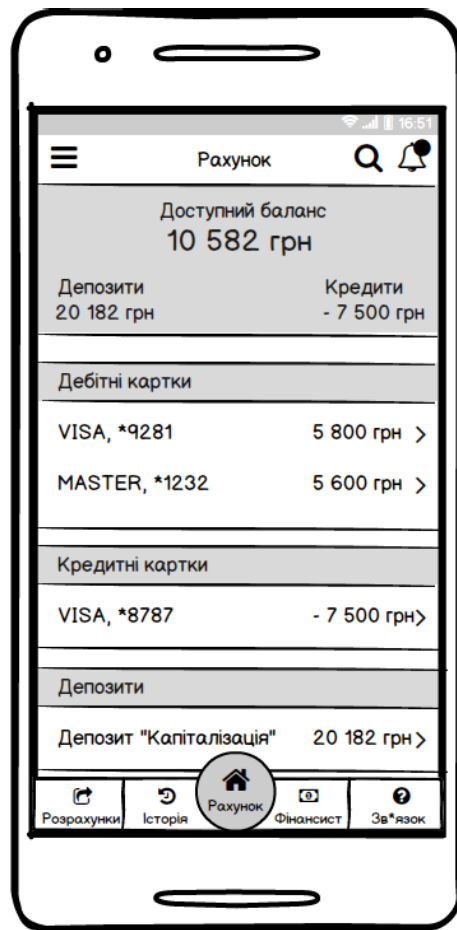 16:51
Рахунок
Доступний баланс
10 582 грн
Депозити Кредити
20 182 грн - 7 500 грн
Дебітні картки
VISA, *9281 5 800 грн >
MASTER, *1232 5 600 грн >
Кредитні картки
VISA, *8787 - 7 500 грн >
Депозити
Депозит "Капіталізація" 20 182 грн >
Розрахунки Історія Рахунок Фінансист Зв*язок